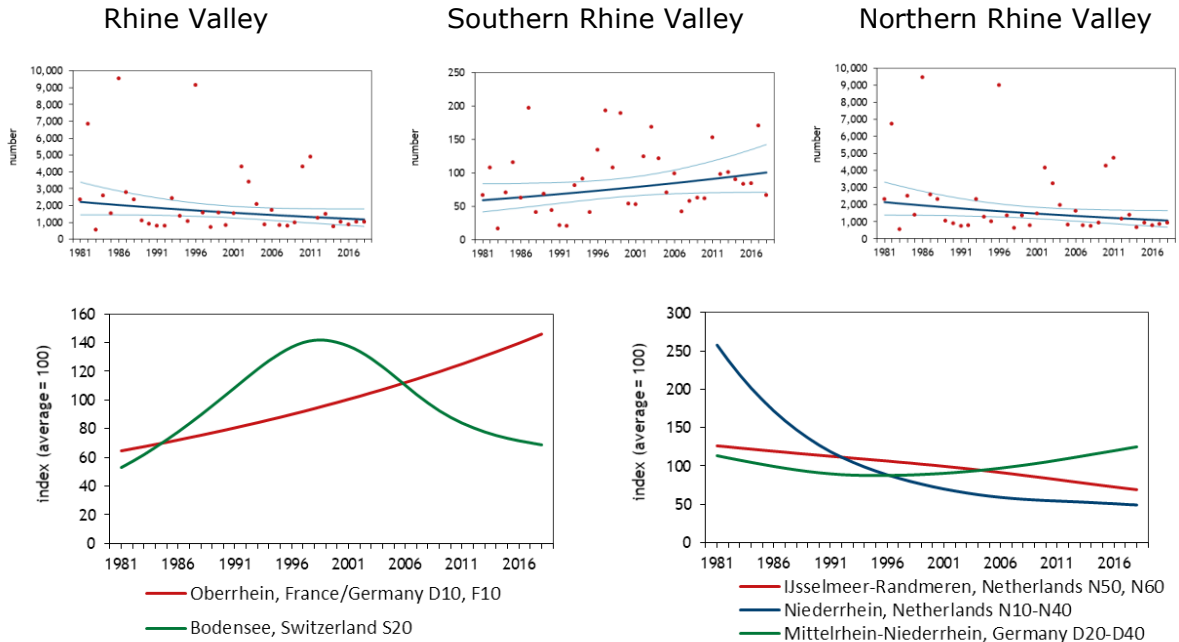 Rhine Valley Southern Rhine Valley Northern Rhine Valley
number
10,000
9,000
8,000
7,000
6,000
5,000
4,000
3,000
2,000
1,000
0
1981 1986 1991 1996 2001 2006 2011 2016
number
250
200
150
100
50
0
1981 1986 1991 1996 2001 2006 2011 2016
number
10,000
9,000
8,000
7,000
6,000
5,000
4,000
3,000
2,000
1,000
0
1981 1986 1991 1996 2001 2006 2011 2016
index (average = 100)
160
140
120
100
80
60
40
20
0
1981 1986 1991 1996 2001 2006 2011 2016
Oberrhein, France/Germany D10, F10
Bodensee, Switzerland S20
index (average = 100)
300
250
200
150
100
50
0
1981 1986 1991 1996 2001 2006 2011 2016
IJsselmeer-Randmeren, Netherlands N50, N60
Niederrhein, Netherlands N10-N40
Mittelrhein-Niederrhein, Germany D20-D40